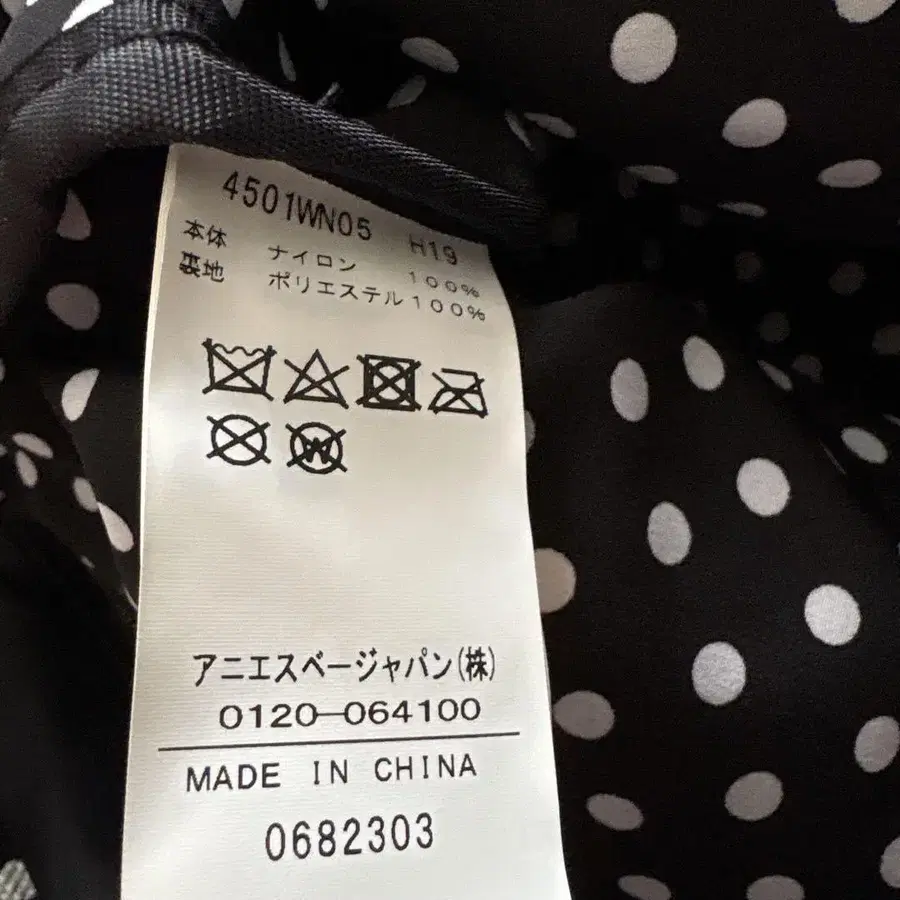 4501WN05 H19
本体 ナイロン 100%
裏地 ポリエステル100%
W
アニエスベージャパン(株)
0120-064100
MADE IN CHINA
0682303